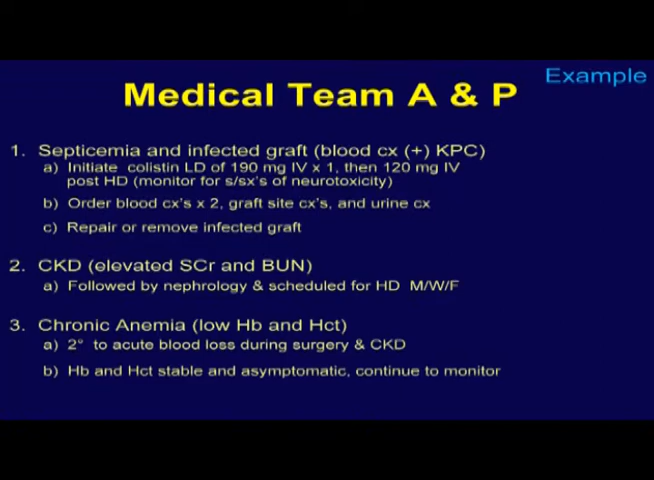 Example
Medical Team A & P
1. Septicemia and infected graft (blood cx (+) KPC)
a) Initiate colistin LD of 190 mg IV x 1, then 120 mg IV
post HD (monitor for s/sx's of neurotoxicity)
b) Order blood cx's x 2, graft site cx's, and urine cx
c) Repair or remove infected graft
2. CKD (elevated SCr and BUN)
a) Followed by nephrology & scheduled for HD M/W/F
3. Chronic Anemia (low Hb and Hct)
a) 2° to acute blood loss during surgery & CKD
b) Hb and Hct stable and asymptomatic, continue to monitor